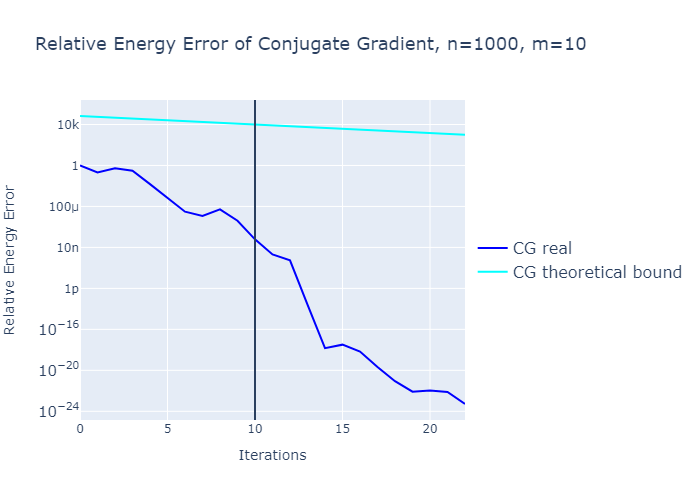 Relative Energy Error of Conjugate Gradient, n=1000, m=10
Relative Energy Error
10k
1
100μ
10n
1p
10−16
10−20
10−24
0 5 10 15 20
Iterations
CG real
CG theoretical bound